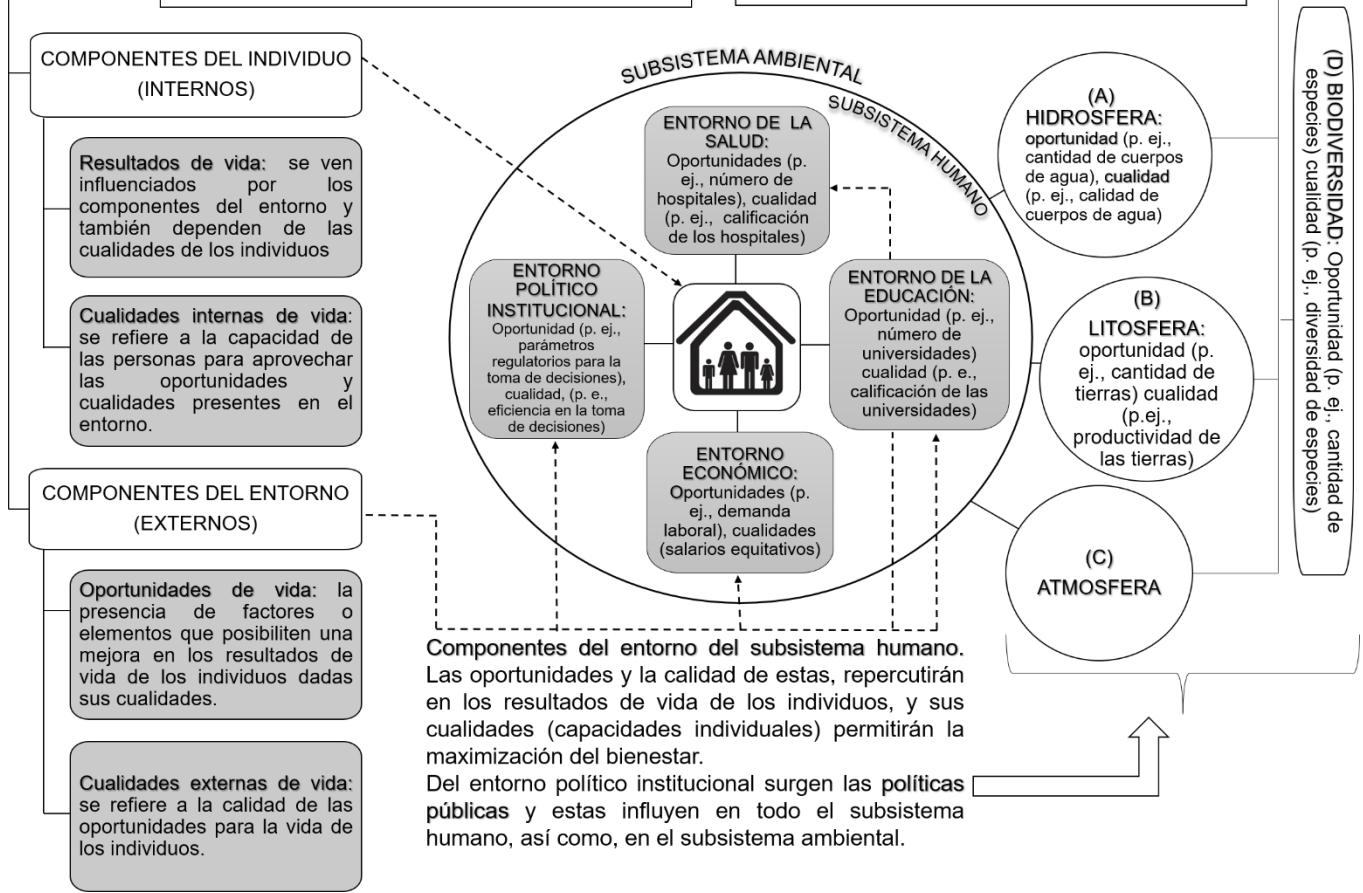 COMPONENTES DEL INDIVIDUO
(INTERNOS)
Resultados de vida: se ven
influenciados por los
componentes del entorno y
también dependen de las
cualidades de los individuos
Cualidades internas de vida:
se refiere a la capacidad de
las personas para aprovechar
las oportunidades y
cualidades presentes en el
entorno.
COMPONENTES DEL ENTORNO
(EXTERNOS)
Oportunidades de vida: la
presencia de factores o
elementos que posibiliten una
mejora en los resultados de
vida de los individuos dadas
sus cualidades.
Cualidades externas de vida:
se refiere a la calidad de las
oportunidades para la vida de
los individuos.
SUBSISTEMA AMBIENTAL
SUBSISTEMA HUMANO
ENTORNO DE LA
SALUD:
Oportunidades (p.
ej., número de
hospitales), cualidad
(p. ej., calificación
de los hospitales)
ENTORNO
POLÍTICO
INSTITUCIONAL:
Oportunidad (p. ej.,
parámetros
regulatorios para la
toma de decisiones),
cualidad, (p. e.,
eficiencia en la toma
de decisiones)
ENTORNO DE LA
EDUCACIÓN:
Oportunidad (p. ej.,
número de
universidades)
cualidad (p. e.,
calificación de las
universidades)
ENTORNO
ECONÓMICO:
Oportunidades (p.
ej., demanda
laboral), cualidades
(salarios equitativos)
Componentes del entorno del subsistema humano.
Las oportunidades y la calidad de estas, repercutirán
en los resultados de vida de los individuos, y sus
cualidades (capacidades individuales) permitirán la
maximización del bienestar.
Del entorno político institucional surgen las políticas
públicas y estas influyen en todo el subsistema
humano, así como, en el subsistema ambiental.
(A)
HIDROSFERA:
oportunidad (p. ej.,
cantidad de cuerpos
de agua), cualidad
(p. ej., calidad de
cuerpos de agua)
(B)
LITOSFERA:
oportunidad (p.
ej., cantidad de
tierras) cualidad
(p.ej.,
productividad de
las tierras)
(C)
ATMOSFERA
(D) BIODIVERSIDAD: Oportunidad (p. ej., cantidad de
especies) cualidad (p. ej., diversidad de especies)